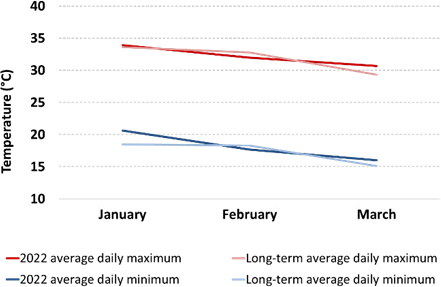 40
35
30
25
20
15
10
Temperature (°C)
January February March
2022 average daily maximum Long-term average daily maximum
2022 average daily minimum Long-term average daily minimum